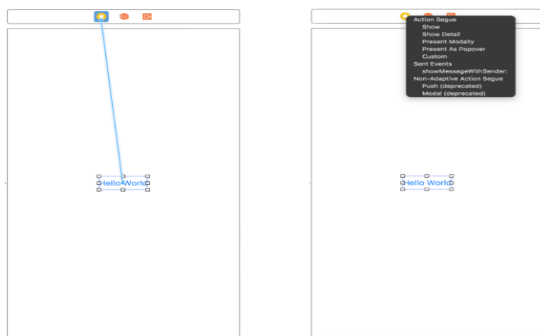 Hello World
Action Segue
Show
Show Detail
Present Modally
Present As Popover
Custom
Sent Events
showMessageWithSender:
Non-Adaptive Action Segue
Push (deprecated)
Modal (deprecated)
Hello World